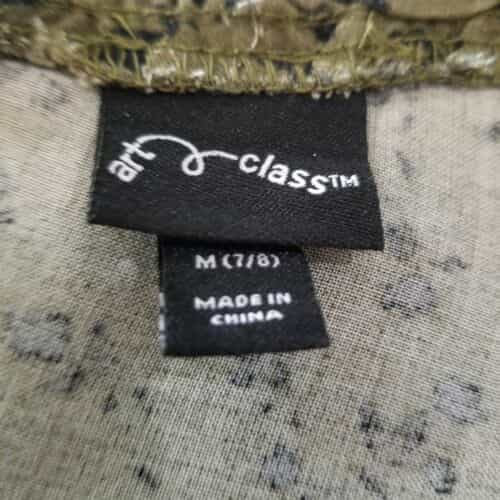 art class™
M (7/8)
MADE IN
CHINA